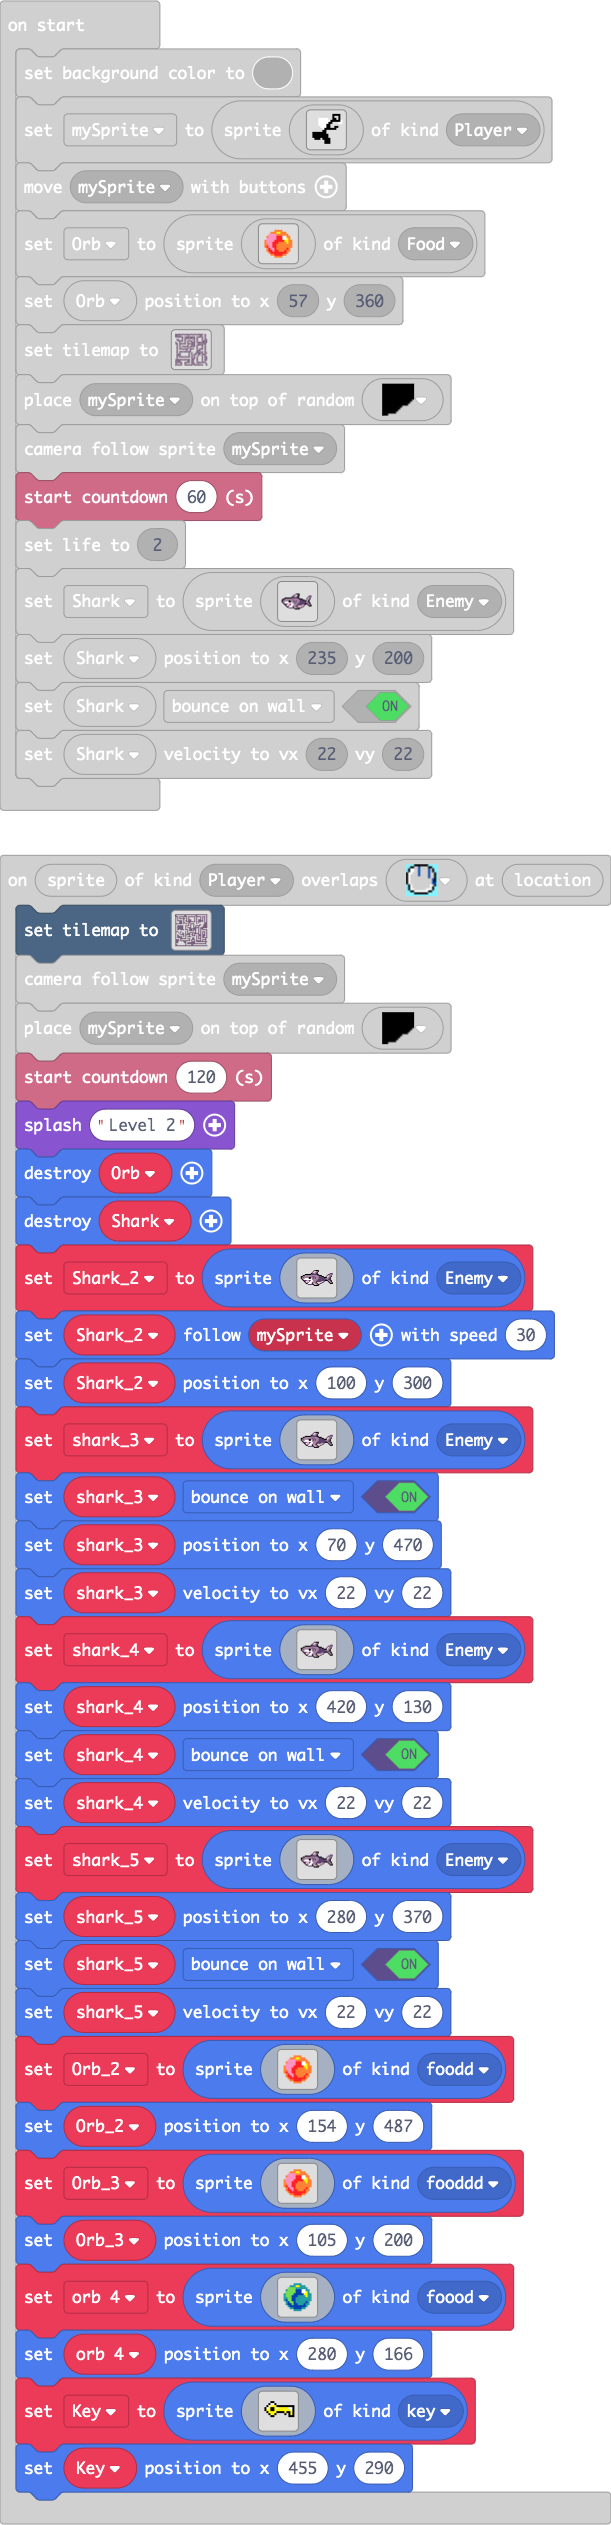 on start
set background color to
set mySprite to sprite of kind Player
move mySprite with buttons
set Orb to sprite of kind Food
set Orb position to x 57 y 360
set tilemap to
place mySprite on top of random
camera follow sprite mySprite
start countdown 60 (s)
set life to 2
set Shark to sprite of kind Enemy
set Shark position to x 235 y 200
set Shark bounce on wall ON
set Shark velocity to vx 22 vy 22
on sprite of kind Player overlaps at location
set tilemap to
camera follow sprite mySprite
place mySprite on top of random
start countdown 120 (s)
splash "Level 2"
destroy Orb
destroy Shark
set Shark_2 to sprite of kind Enemy
set Shark_2 follow mySprite with speed 30
set Shark_2 position to x 100 y 300
set shark_3 to sprite of kind Enemy
set shark_3 bounce on wall ON
set shark_3 position to x 70 y 470
set shark_3 velocity to vx 22 vy 22
set shark_4 to sprite of kind Enemy
set shark_4 position to x 420 y 130
set shark_4 bounce on wall ON
set shark_4 velocity to vx 22 vy 22
set shark_5 to sprite of kind Enemy
set shark_5 position to x 280 y 370
set shark_5 bounce on wall ON
set shark_5 velocity to vx 22 vy 22
set Orb_2 to sprite of kind foodd
set Orb_2 position to x 154 y 487
set Orb_3 to sprite of kind fooddd
set Orb_3 position to x 105 y 200
set orb 4 to sprite of kind foood
set orb 4 position to x 280 y 166
set Key to sprite of kind key
set Key position to x 455 y 290